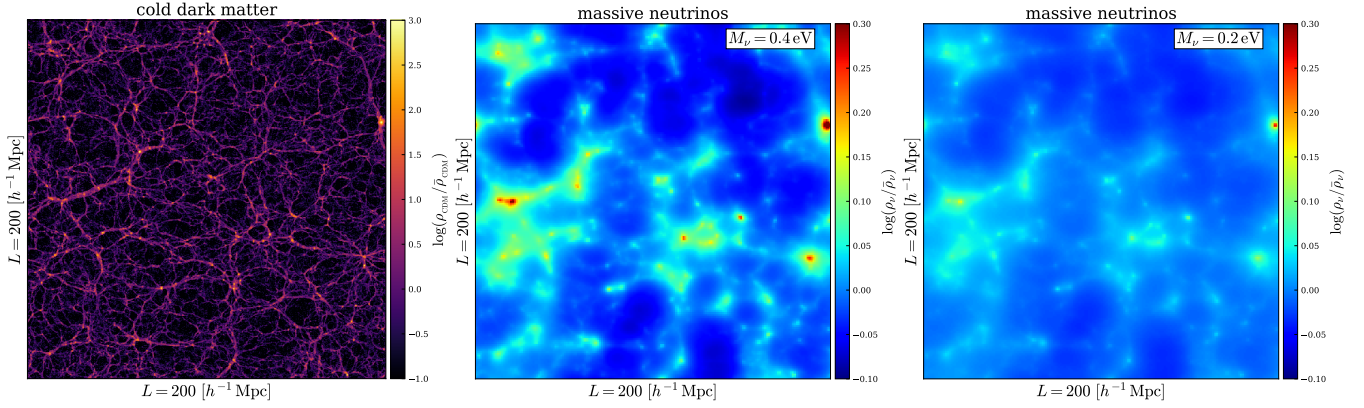 cold dark matter
3.0
2.5
2.0
1.5
1.0
0.5
0.0
−0.5
−1.0
log(ρ_CDM/ρ̄_CDM)
L = 200 [h⁻¹ Mpc]
L = 200 [h⁻¹ Mpc]
massive neutrinos
M_ν = 0.4 eV
0.30
0.25
0.20
0.15
0.10
0.05
0.00
−0.05
−0.10
log(ρ_ν/ρ̄_ν)
L = 200 [h⁻¹ Mpc]
L = 200 [h⁻¹ Mpc]
massive neutrinos
M_ν = 0.2 eV
0.30
0.25
0.20
0.15
0.10
0.05
0.00
−0.05
−0.10
log(ρ_ν/ρ̄_ν)
L = 200 [h⁻¹ Mpc]
L = 200 [h⁻¹ Mpc]